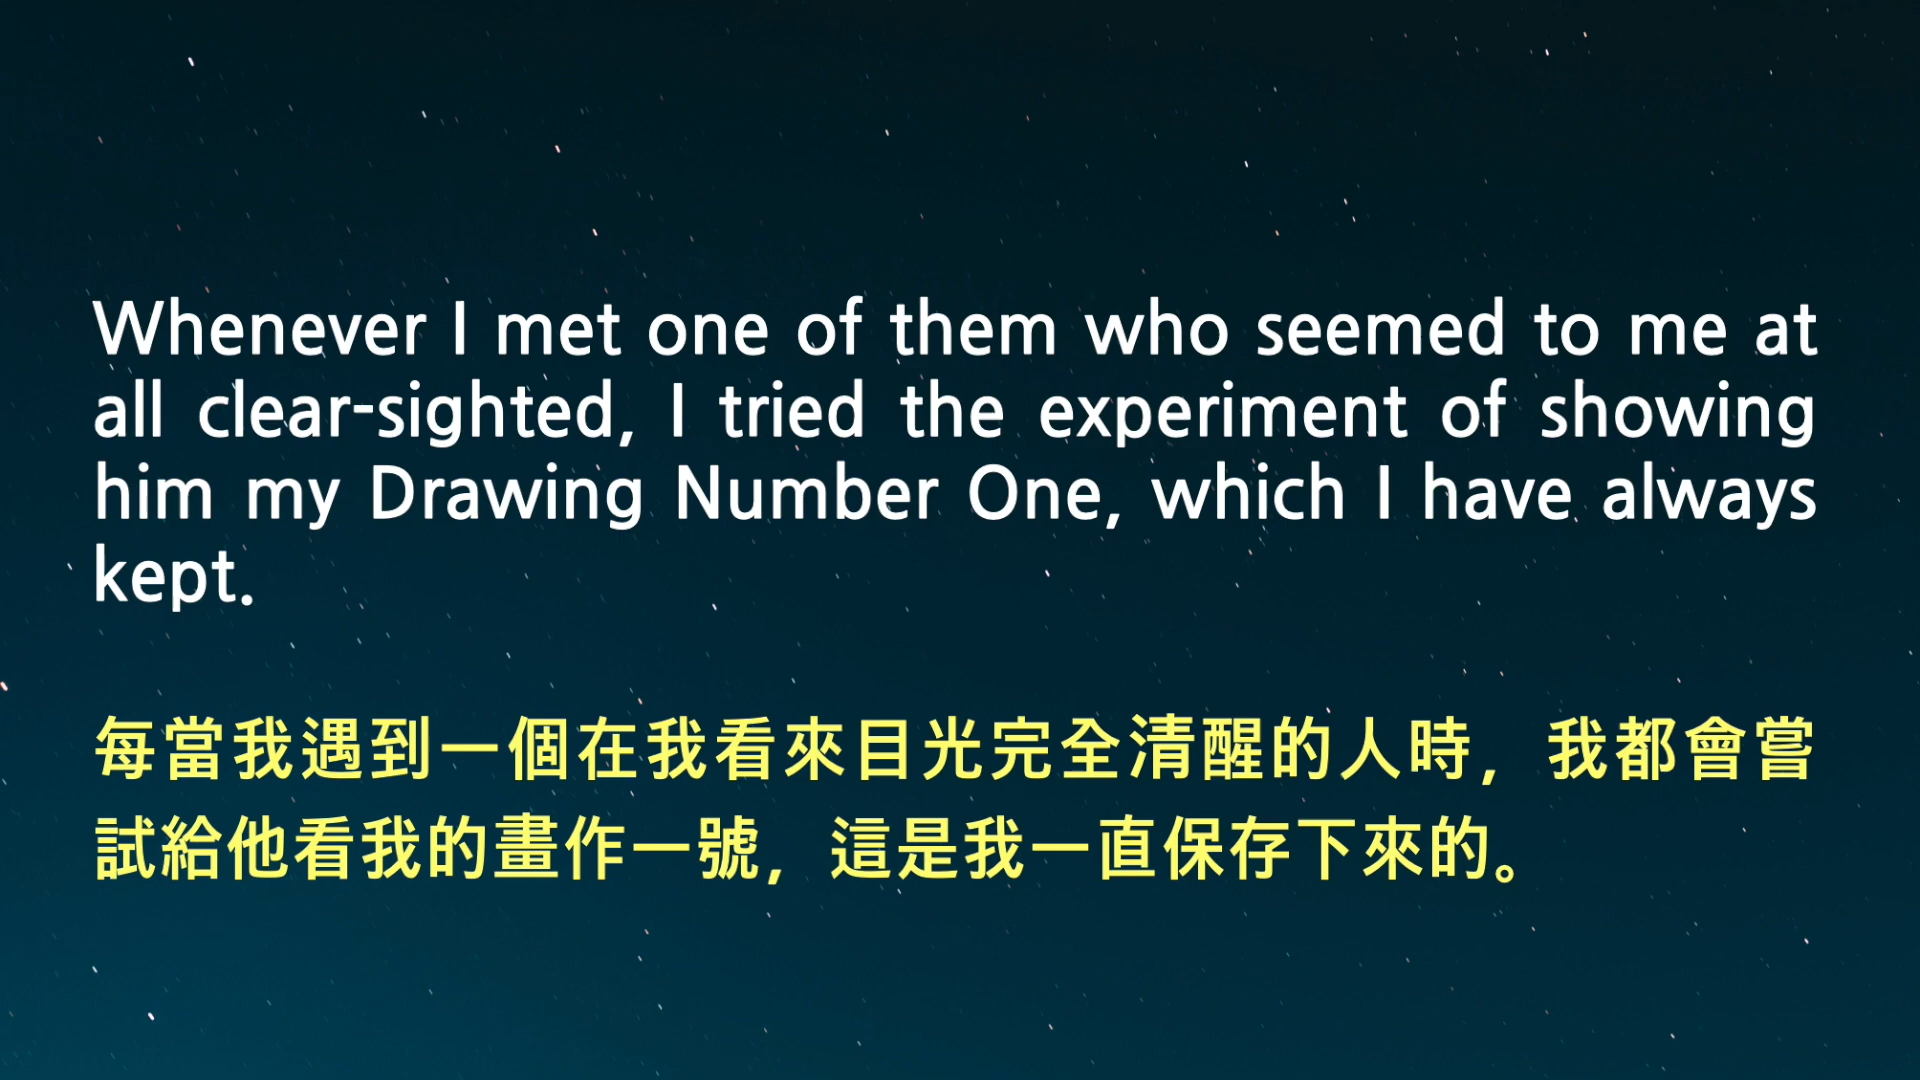 Whenever I met one of them who seemed to me at
all clear-sighted, I tried the experiment of showing
him my Drawing Number One, which I have always
kept.
每當我遇到一個在我看來目光完全清醒的人時，我都會嘗
試給他看我的畫作一號，這是我一直保存下來的。